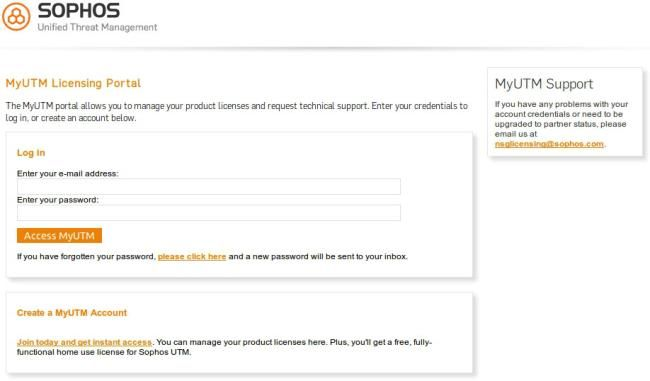 SOPHOS
Unified Threat Management
MyUTM Licensing Portal
The MyUTM portal allows you to manage your product licenses and request technical support. Enter your credentials to
log in, or create an account below.
Log in
Enter your e-mail address:
Enter your password:
Access MyUTM
If you have forgotten your password, please click here and a new password will be sent to your inbox.
Create a MyUTM Account
Join today and get instant access. You can manage your product licenses here. Plus, you'll get a free, fully-
functional home use license for Sophos UTM.
MyUTM Support
If you have any problems with your
account credentials or need to be
upgraded to partner status, please
email us at
nsglicensing@sophos.com.